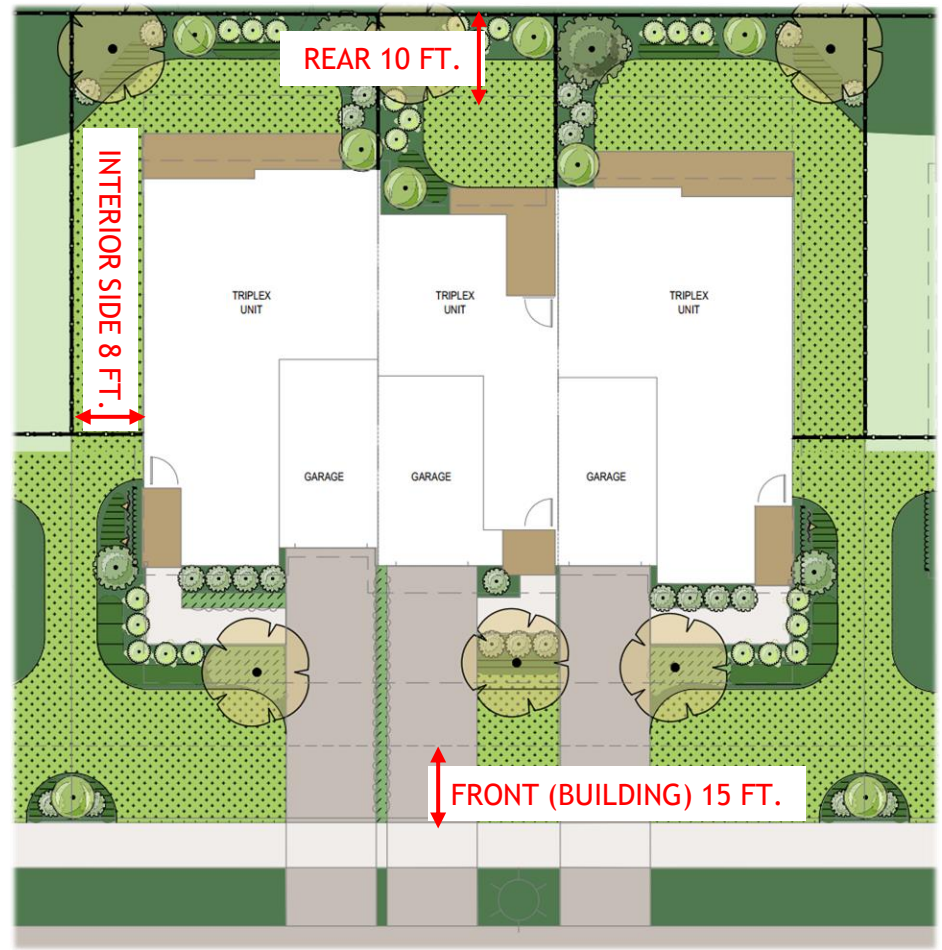 REAR 10 FT.
INTERIOR SIDE 8 FT.
TRIPLEX
UNIT
TRIPLEX
UNIT
TRIPLEX
UNIT
GARAGE
GARAGE
GARAGE
FRONT (BUILDING) 15 FT.